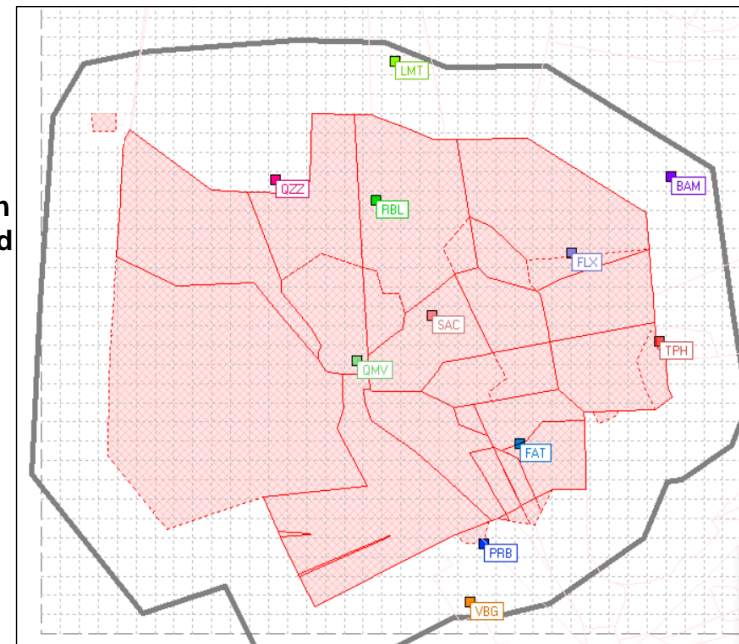 LMT
QZZ
BAM
n
RBL
d
FLX
SAC
TPH
QMV
FAT
PRB
VBG